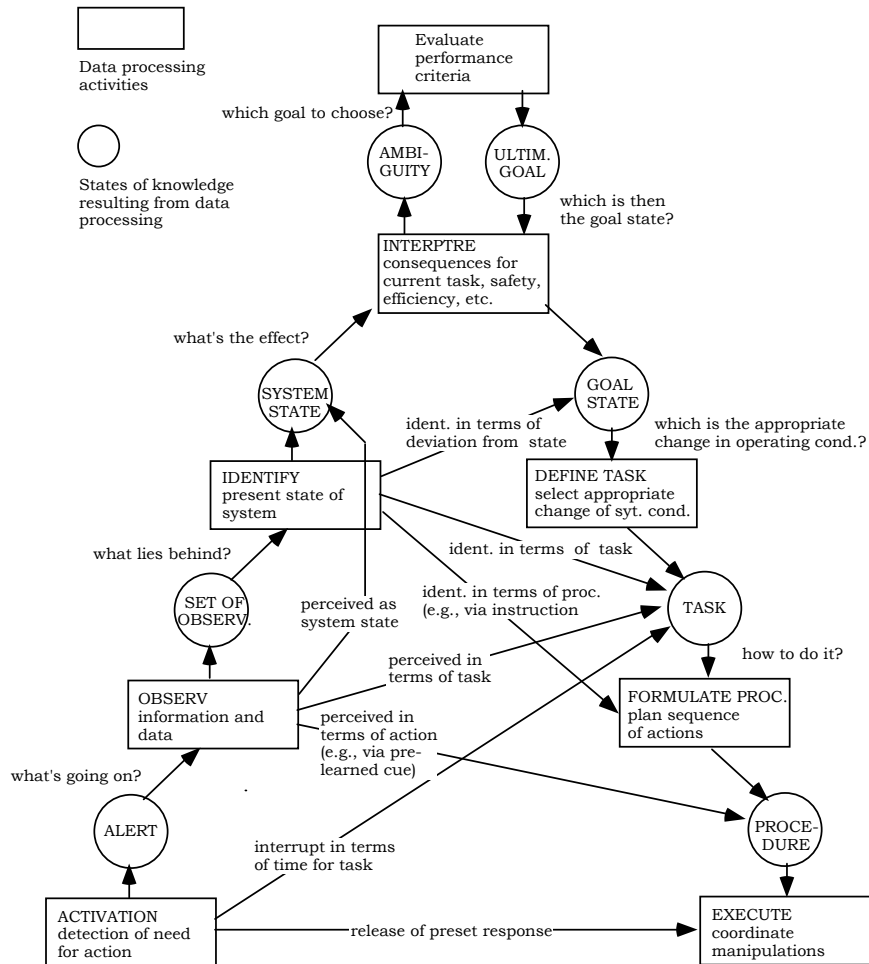 Data processing
activities
States of knowledge
resulting from data
processing
Evaluate
performance
criteria
which goal to choose?
AMBI-
GUITY
ULTIM.
GOAL
which is then
the goal state?
INTERPTRE
consequences for
current task, safety,
efficiency, etc.
what's the effect?
SYSTEM
STATE
GOAL
STATE
ident. in terms of
deviation from state
which is the appropriate
change in operating cond.?
IDENTIFY
present state of
system
DEFINE TASK
select appropriate
change of syt. cond.
what lies behind?
ident. in terms of task
SET OF
OBSERV.
perceived as
system state
ident. in terms of proc.
(e.g., via instruction
TASK
perceived in
terms of task
how to do it?
OBSERV
information and
data
FORMULATE PROC.
plan sequence
of actions
perceived in
terms of action
(e.g., via pre-
learned cue)
what's going on?
ALERT
PROCE-
DURE
interrupt in terms
of time for task
ACTIVATION
detection of need
for action
release of preset response
EXECUTE
coordinate
manipulations